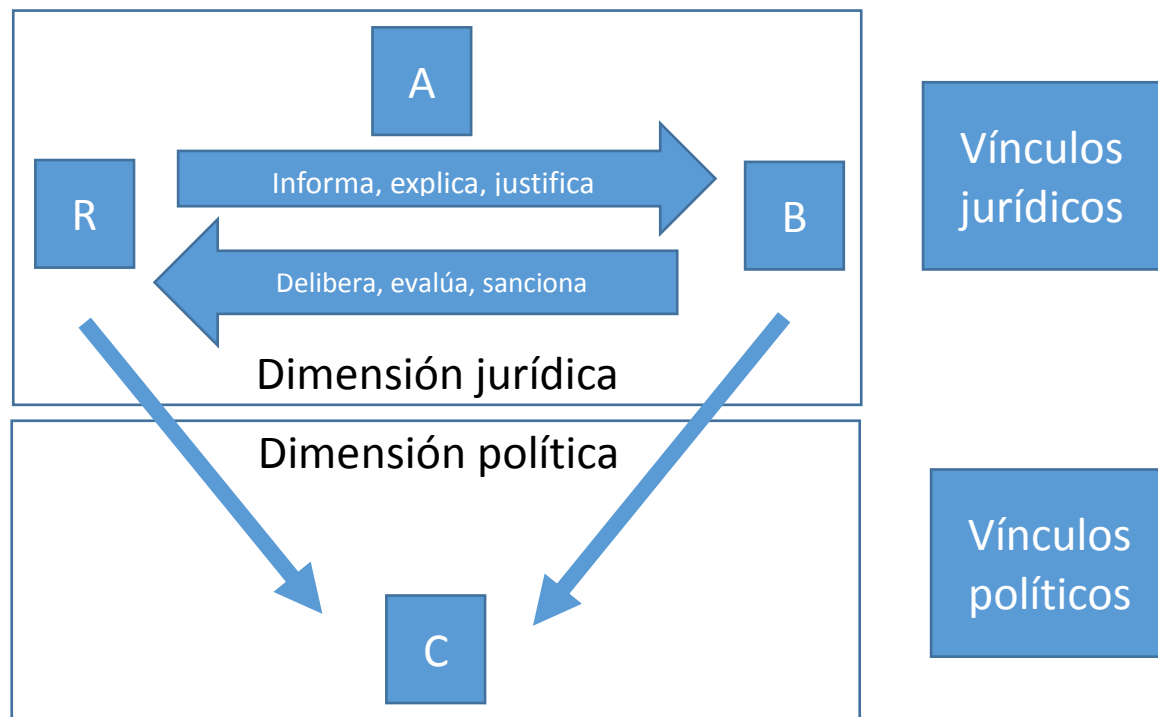 A
Informa, explica, justifica
R
B
Vínculos
jurídicos
Delibera, evalúa, sanciona
Dimensión jurídica
Dimensión política
Vínculos
políticos
C